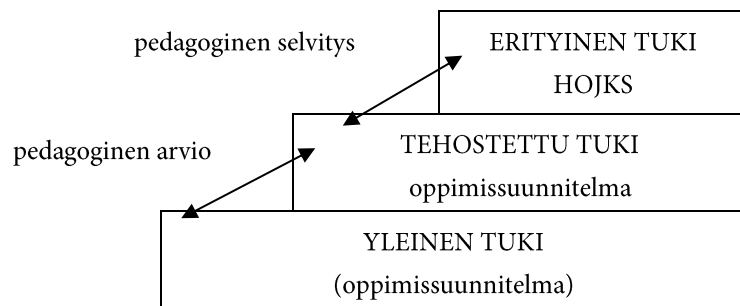 pedagoginen selvitys
ERITYINEN TUKI
HOJKS
pedagoginen arvio
TEHOSTETTU TUKI
oppimissuunnitelma
YLEINEN TUKI
(oppimissuunnitelma)